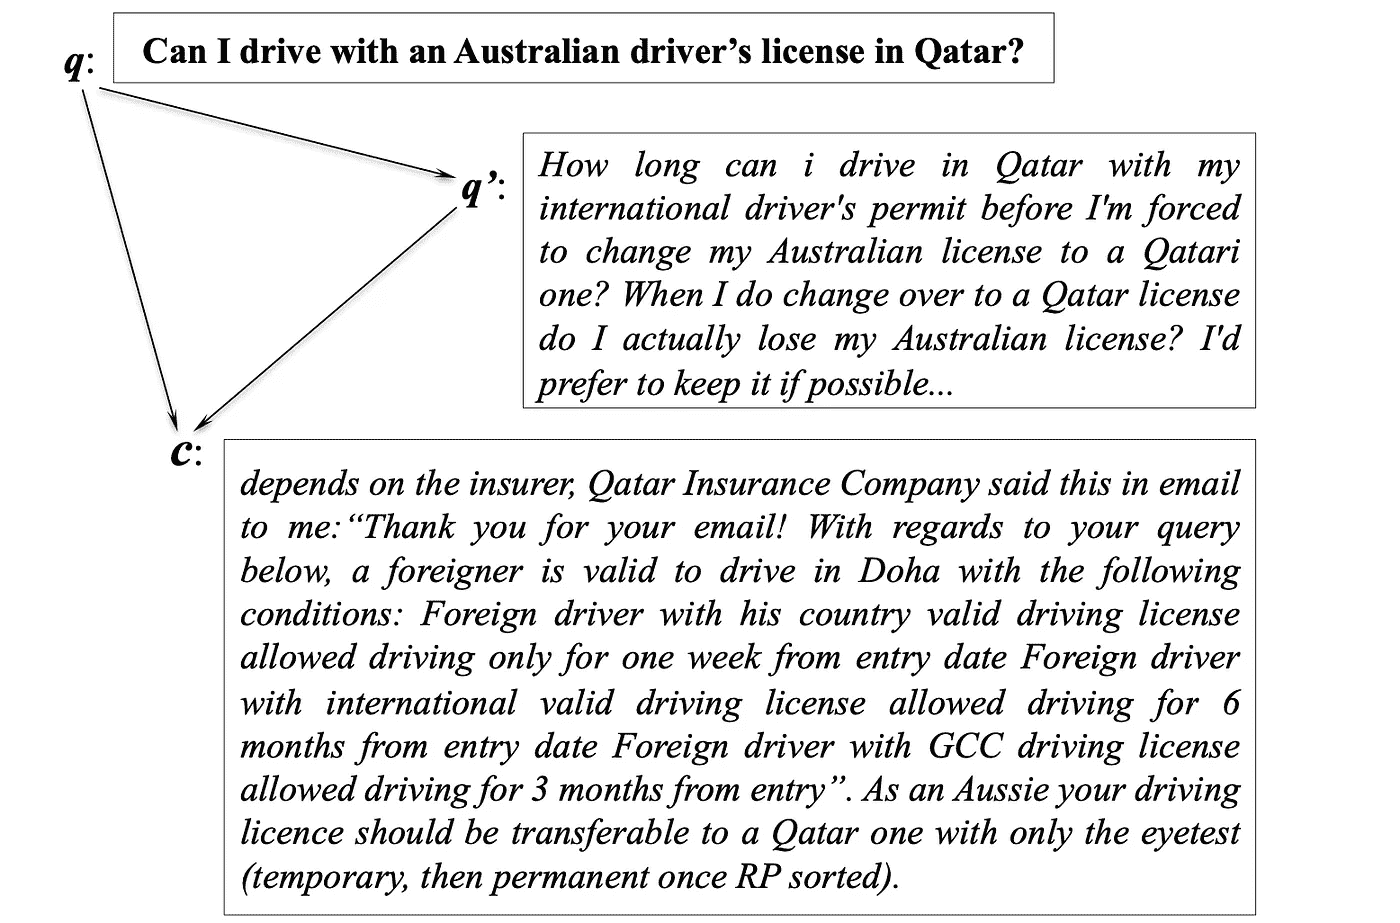 q: Can I drive with an Australian driver’s license in Qatar?
q’: How long can i drive in Qatar with my
international driver's permit before I'm forced
to change my Australian license to a Qatari
one? When I do change over to a Qatar license
do I actually lose my Australian license? I'd
prefer to keep it if possible...
c: depends on the insurer, Qatar Insurance Company said this in email
to me:“Thank you for your email! With regards to your query
below, a foreigner is valid to drive in Doha with the following
conditions: Foreign driver with his country valid driving license
allowed driving only for one week from entry date Foreign driver
with international valid driving license allowed driving for 6
months from entry date Foreign driver with GCC driving license
allowed driving for 3 months from entry”. As an Aussie your driving
licence should be transferable to a Qatar one with only the eyetest
(temporary, then permanent once RP sorted).